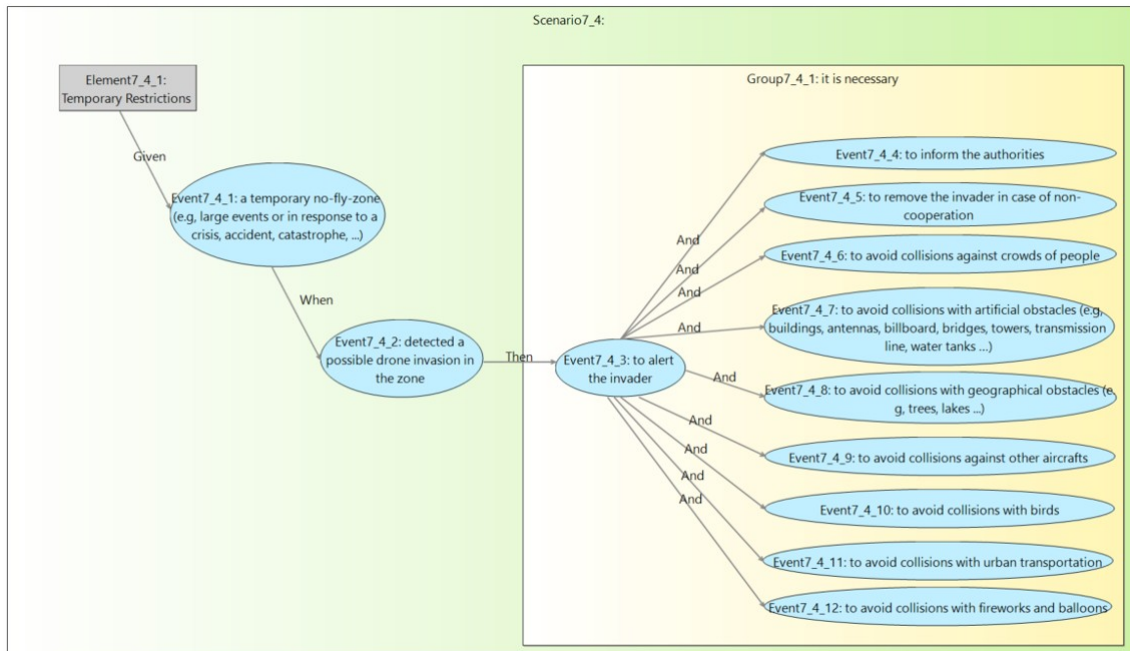 Scenario7_4:
Element7_4_1:
Temporary Restrictions
Given
Event7_4_1: a temporary no-fly-zone
(e.g, large events or in response to a
crisis, accident, catastrophe, ...)
When
Event7_4_2: detected a
possible drone invasion in
the zone
Then
Group7_4_1: it is necessary
Event7_4_3: to alert
the invader
And
Event7_4_4: to inform the authorities
And
Event7_4_5: to remove the invader in case of non-
cooperation
And
Event7_4_6: to avoid collisions against crowds of people
And
Event7_4_7: to avoid collisions with artificial obstacles (e.g,
buildings, antennas, billboard, bridges, towers, transmission
line, water tanks ...)
And
Event7_4_8: to avoid collisions with geographical obstacles (e.
g, trees, lakes ...)
And
Event7_4_9: to avoid collisions against other aircrafts
And
Event7_4_10: to avoid collisions with birds
And
Event7_4_11: to avoid collisions with urban transportation
And
Event7_4_12: to avoid collisions with fireworks and balloons